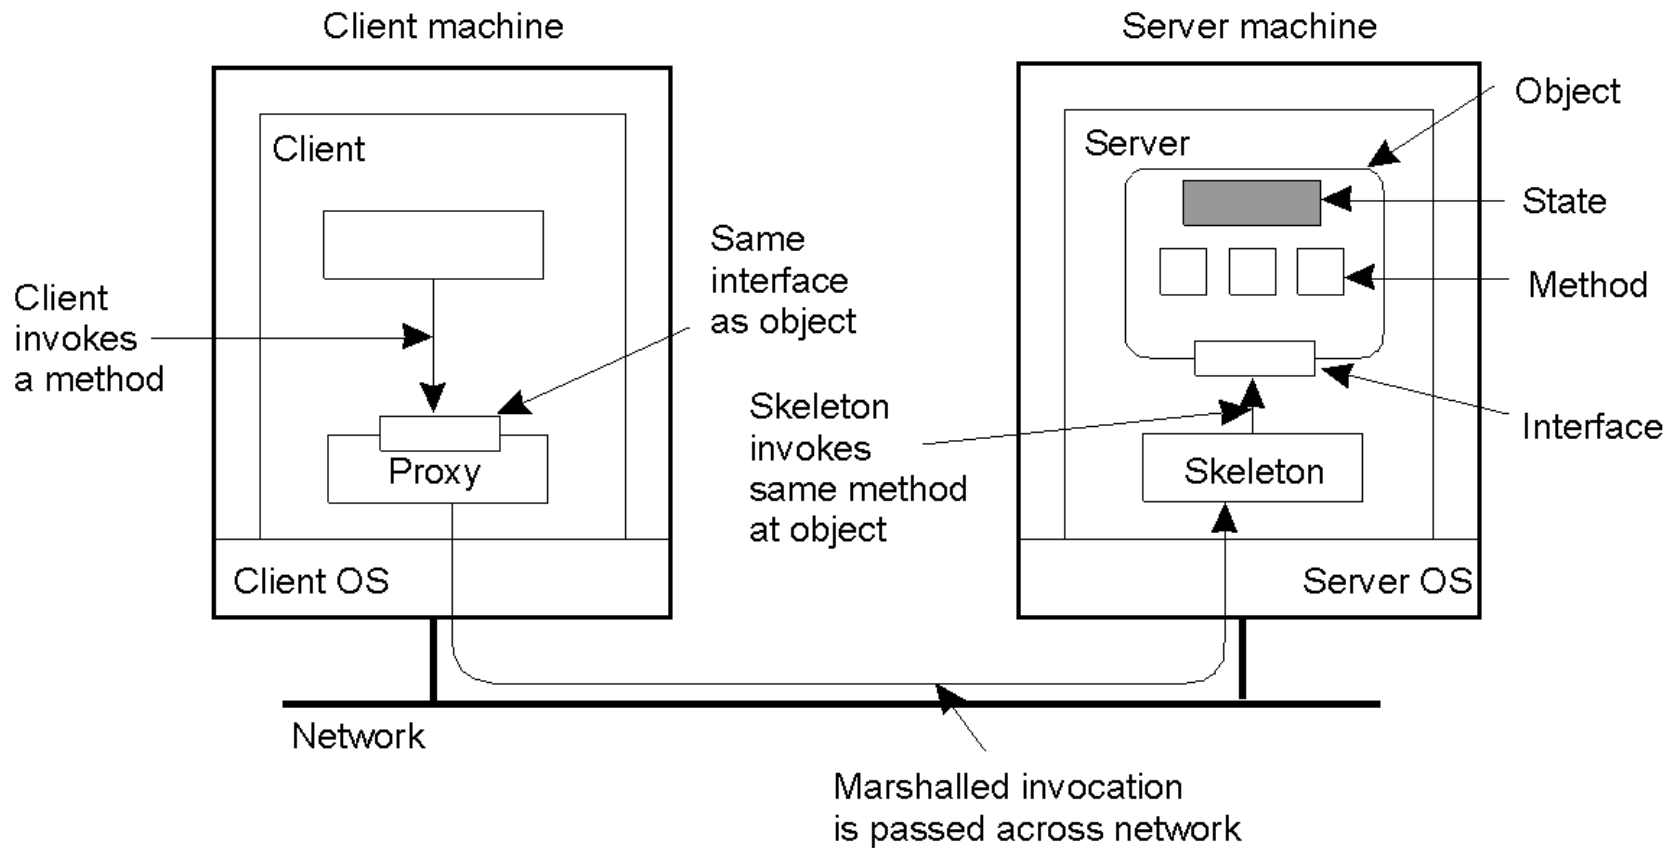 Client machine
Server machine
Object
Client
Server
State
Same
interface
as object
Client
invokes
a method
Method
Skeleton
invokes
same method
at object
Interface
Proxy
Skeleton
Client OS
Server OS
Network
Marshalled invocation
is passed across network